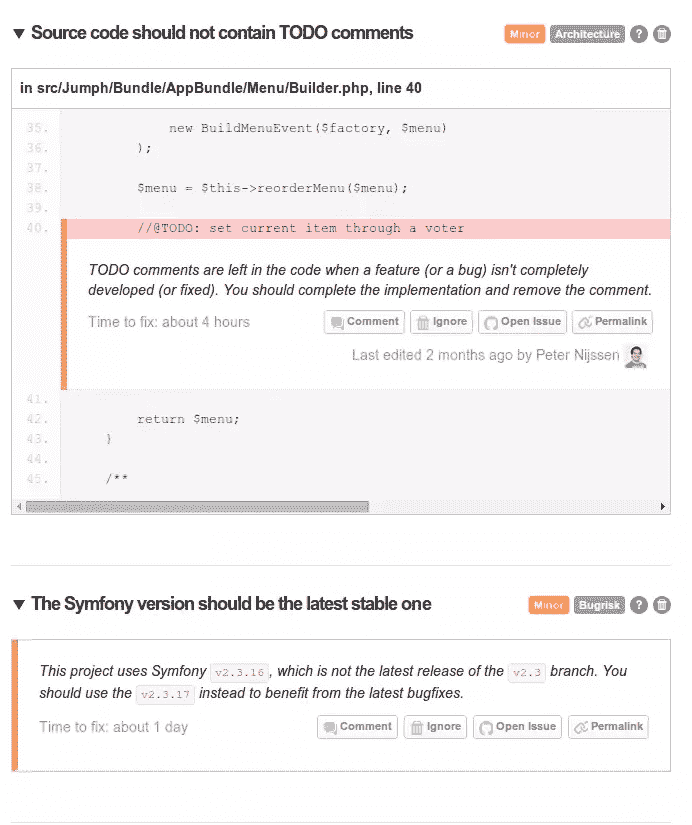 Source code should not contain TODO comments Minor Architecture ?
in src/Jumph/Bundle/AppBundle/Menu/Builder.php, line 40
35. new BuildMenuEvent($factory, $menu)
36. );
37.
38. $menu = $this->reorderMenu($menu);
39.
40. //@TODO: set current item through a voter
TODO comments are left in the code when a feature (or a bug) isn't completely
developed (or fixed). You should complete the implementation and remove the comment.
Time to fix: about 4 hours Comment Ignore Open Issue Permalink
Last edited 2 months ago by Peter Nijssen
41.
42. return $menu;
43. }
44.
45. /**
The Symfony version should be the latest stable one Minor Bugrisk ?
This project uses Symfony v2.3.16, which is not the latest release of the v2.3 branch. You
should use the v2.3.17 instead to benefit from the latest bugfixes.
Time to fix: about 1 day Comment Ignore Open Issue Permalink